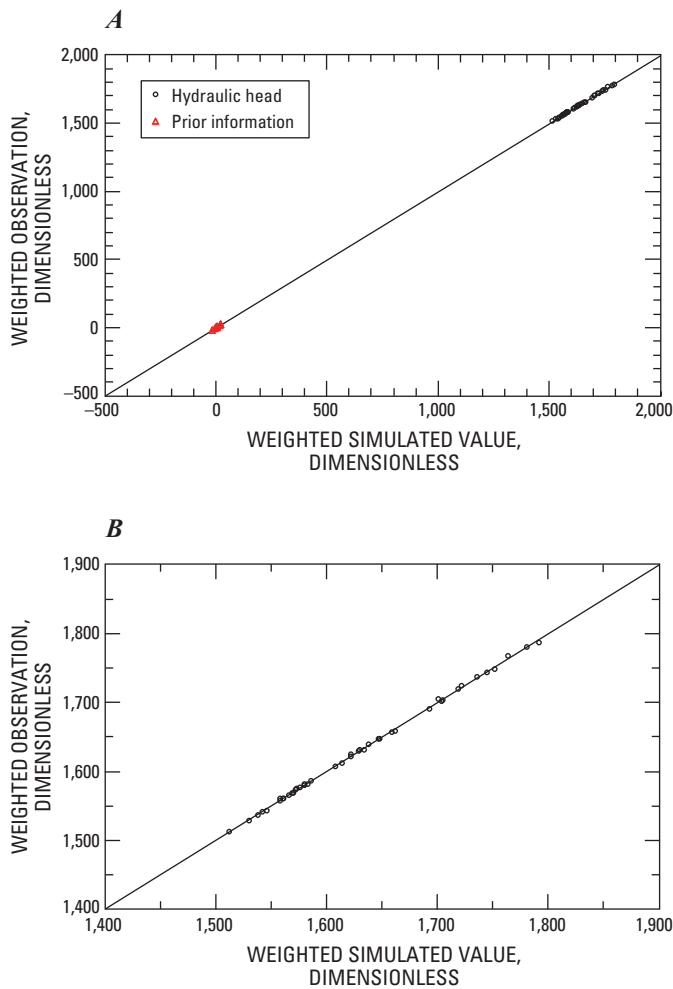 A
WEIGHTED OBSERVATION,
DIMENSIONLESS
2,000
1,500
1,000
500
0
–500
Hydraulic head
Prior information
–500
0
500
1,000
1,500
2,000
WEIGHTED SIMULATED VALUE,
DIMENSIONLESS
B
WEIGHTED OBSERVATION,
DIMENSIONLESS
1,900
1,800
1,700
1,600
1,500
1,400
1,400
1,500
1,600
1,700
1,800
1,900
WEIGHTED SIMULATED VALUE,
DIMENSIONLESS